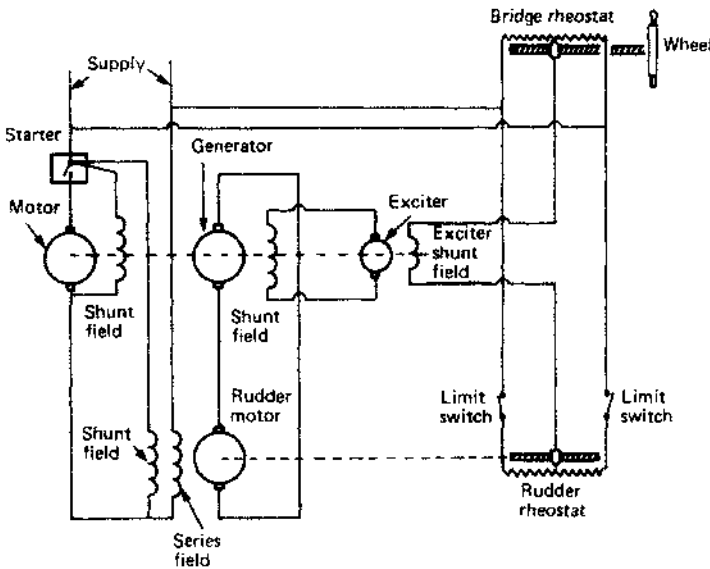 Bridge rheostat
Wheel
Supply
Starter
Generator
Motor
Exciter
Exciter
shunt
field
Shunt
field
Shunt
field
Rudder
motor
Limit
switch
Limit
switch
Shunt
field
Rudder
rheostat
Series
field